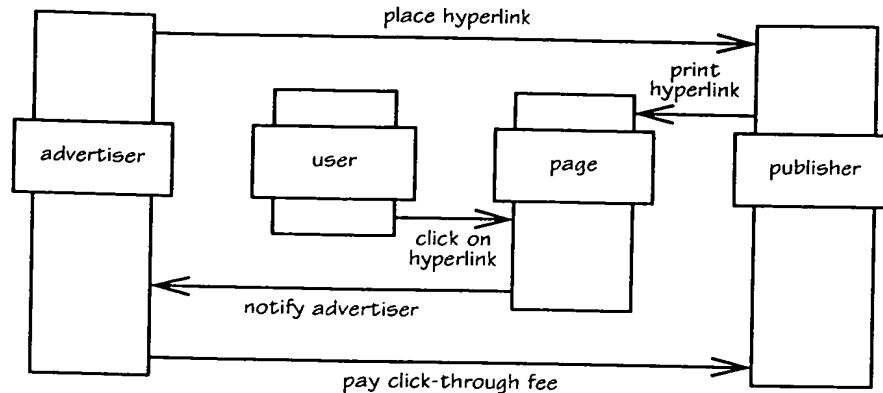 place hyperlink
print
hyperlink
advertiser
user
page
publisher
click on
hyperlink
notify advertiser
pay click-through fee